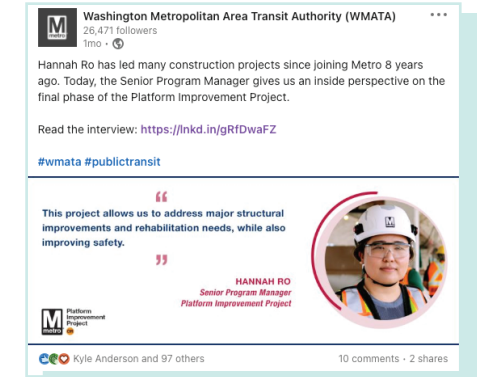 Washington Metropolitan Area Transit Authority (WMATA)
26,471 followers
1mo •
Hannah Ro has led many construction projects since joining Metro 8 years
ago. Today, the Senior Program Manager gives us an inside perspective on the
final phase of the Platform Improvement Project.
Read the interview: https://lnkd.in/gRfDwaFZ
#wmata #publictransit
“
This project allows us to address major structural
improvements and rehabilitation needs, while also
improving safety.
”
HANNAH RO
Senior Program Manager
Platform Improvement Project
M
metro
Platform
Improvement
Project
Kyle Anderson and 97 others
10 comments • 2 shares